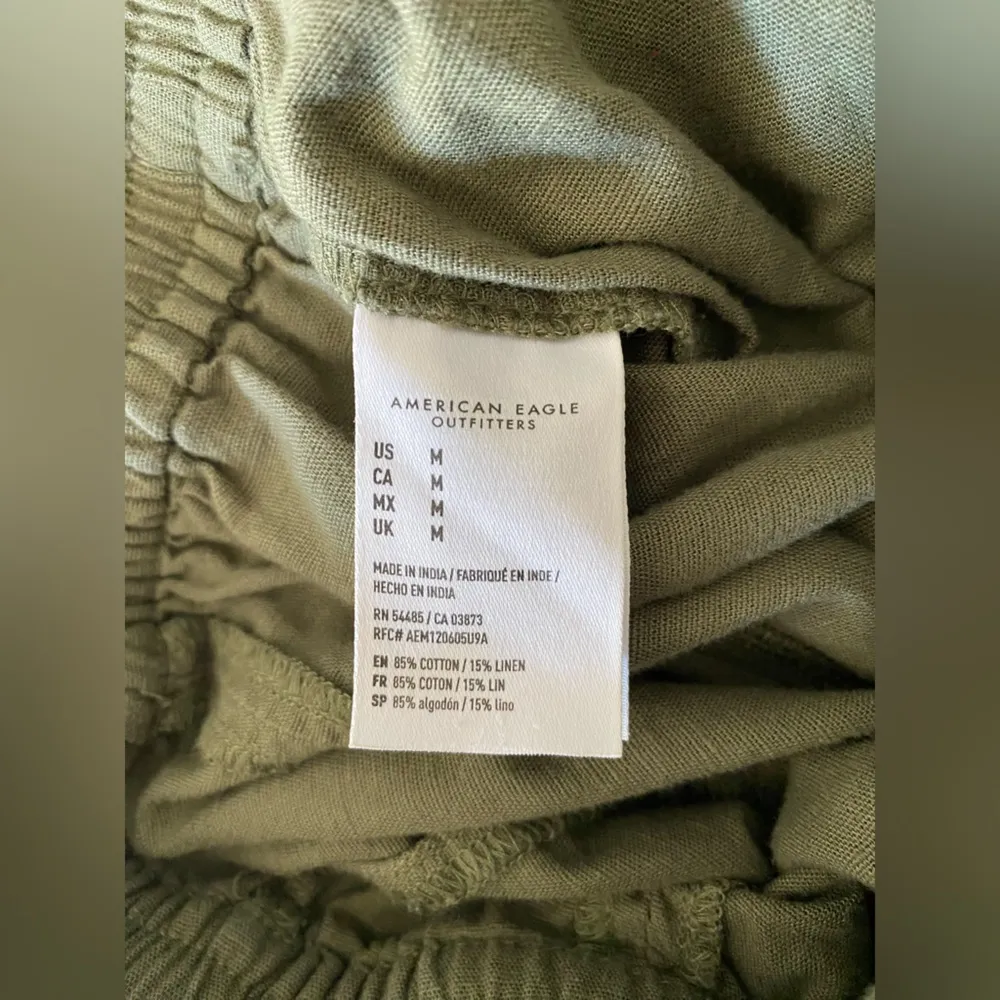 AMERICAN EAGLE
OUTFITTERS
US M
CA M
MX M
UK M
MADE IN INDIA / FABRIQUÉ EN INDE /
HECHO EN INDIA
RN 54485 / CA 03873
RFC# AEM120605U9A
EN 85% COTTON / 15% LINEN
FR 85% COTON / 15% LIN
SP 85% algodón / 15% lino